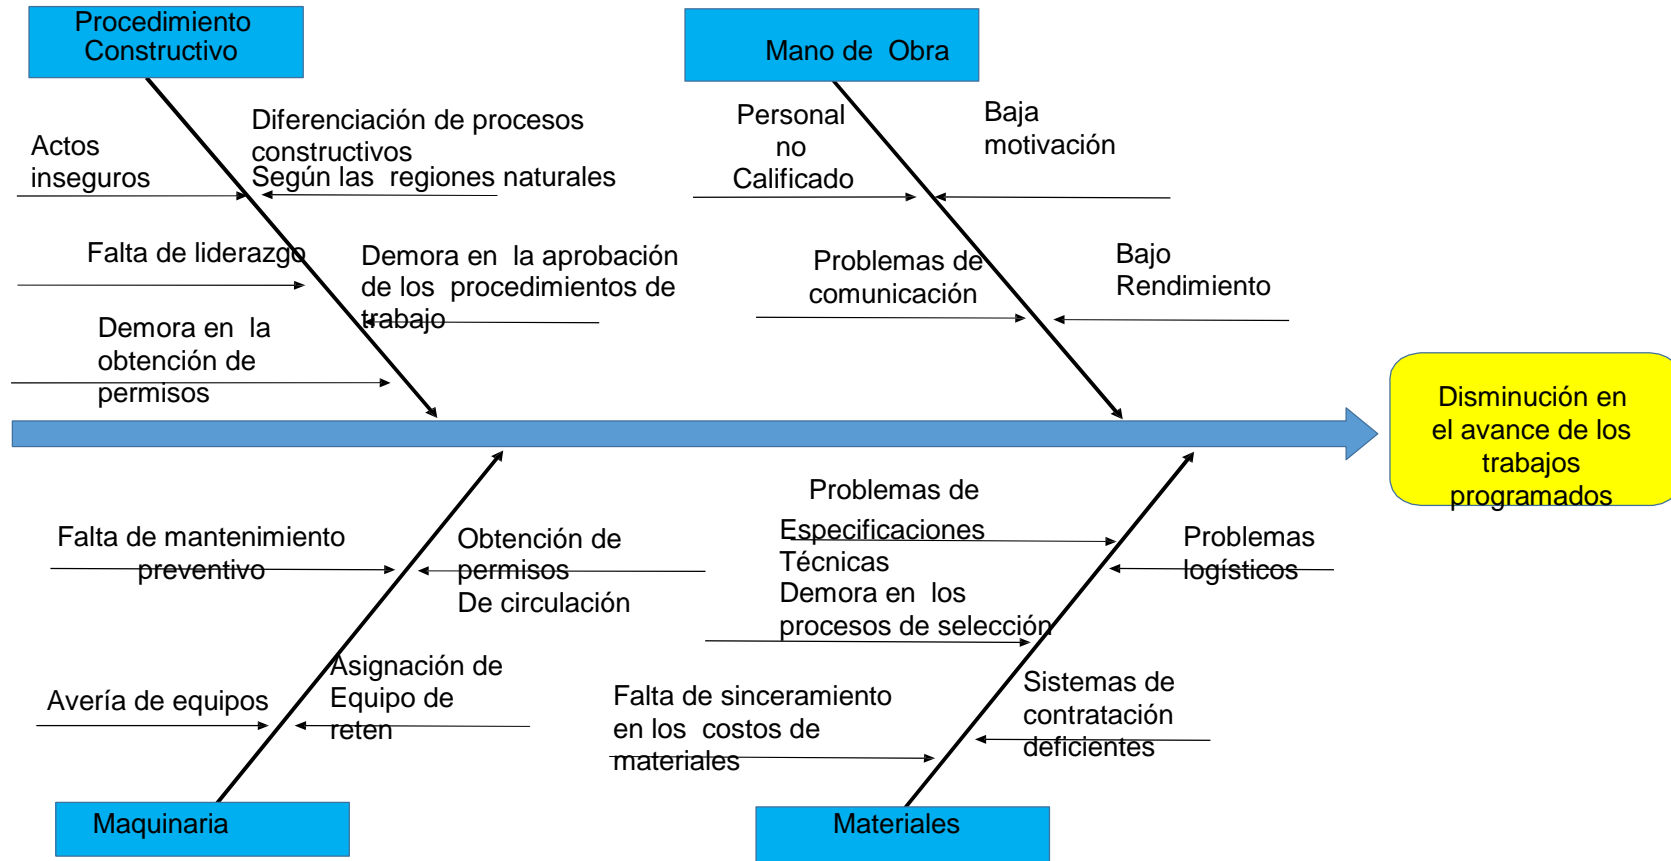 Procedimiento
Constructivo
Mano de Obra
Actos
inseguros
Diferenciación de procesos
constructivos
Según las regiones naturales
Falta de liderazgo
Demora en la aprobación
de los procedimientos de
trabajo
Demora en la
obtención de
permisos
Personal
no
Calificado
Baja
motivación
Problemas de
comunicación
Bajo
Rendimiento
Disminución en
el avance de los
trabajos
programados
Falta de mantenimiento
preventivo
Obtención de
permisos
De circulación
Avería de equipos
Asignación de
Equipo de
reten
Problemas de
Especificaciones
Técnicas
Demora en los
procesos de selección
Problemas
logísticos
Falta de sinceramiento
en los costos de
materiales
Sistemas de
contratación
deficientes
Maquinaria
Materiales